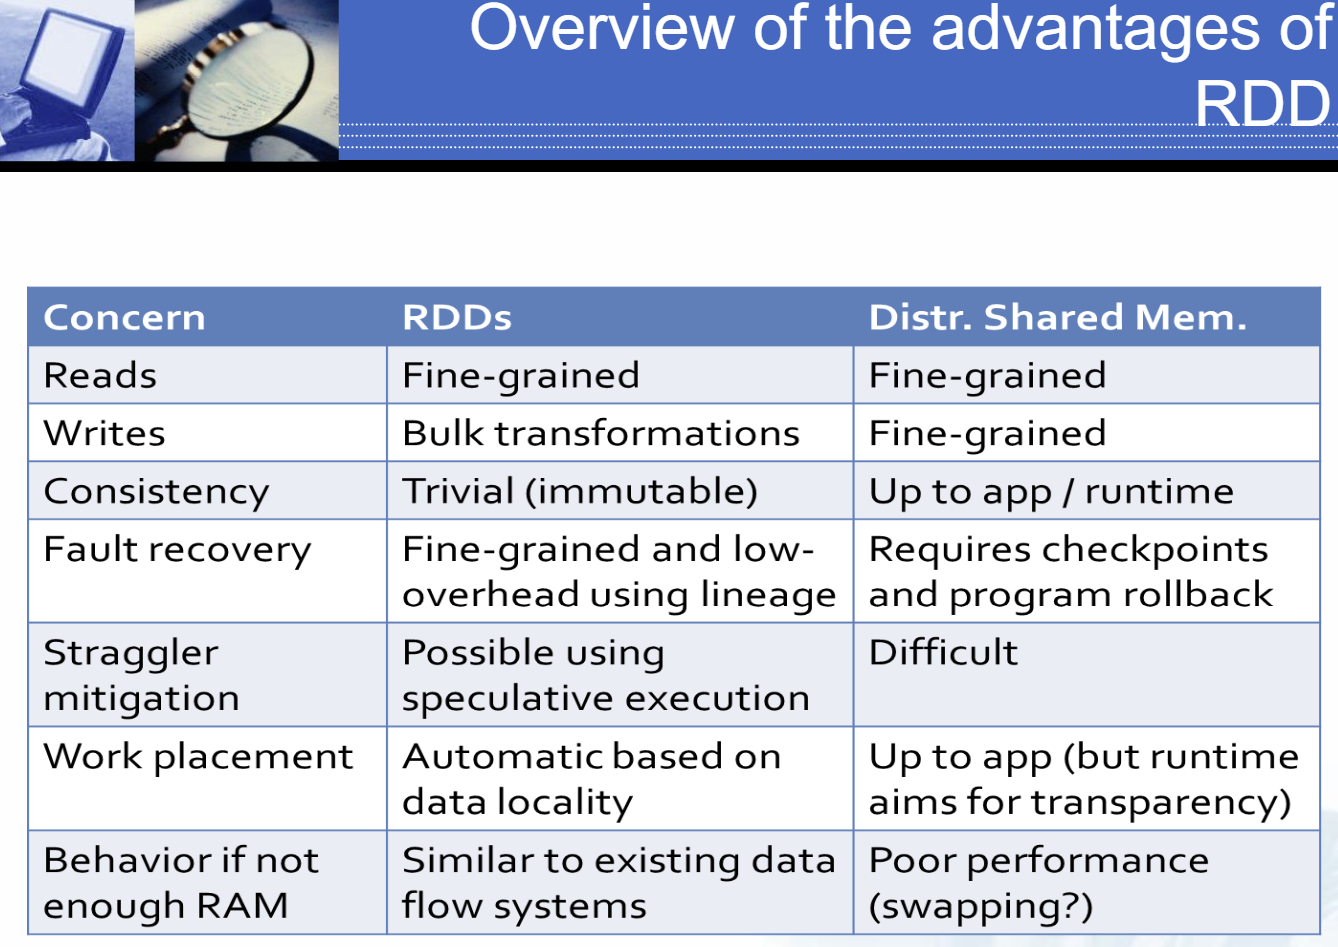 Overview of the advantages of
RDD
Concern RDDs Distr. Shared Mem.
Reads Fine-grained Fine-grained
Writes Bulk transformations Fine-grained
Consistency Trivial (immutable) Up to app / runtime
Fault recovery Fine-grained and low- Requires checkpoints
overhead using lineage and program rollback
Straggler Possible using Difficult
mitigation speculative execution
Work placement Automatic based on Up to app (but runtime
data locality aims for transparency)
Behavior if not Similar to existing data Poor performance
enough RAM flow systems (swapping?)